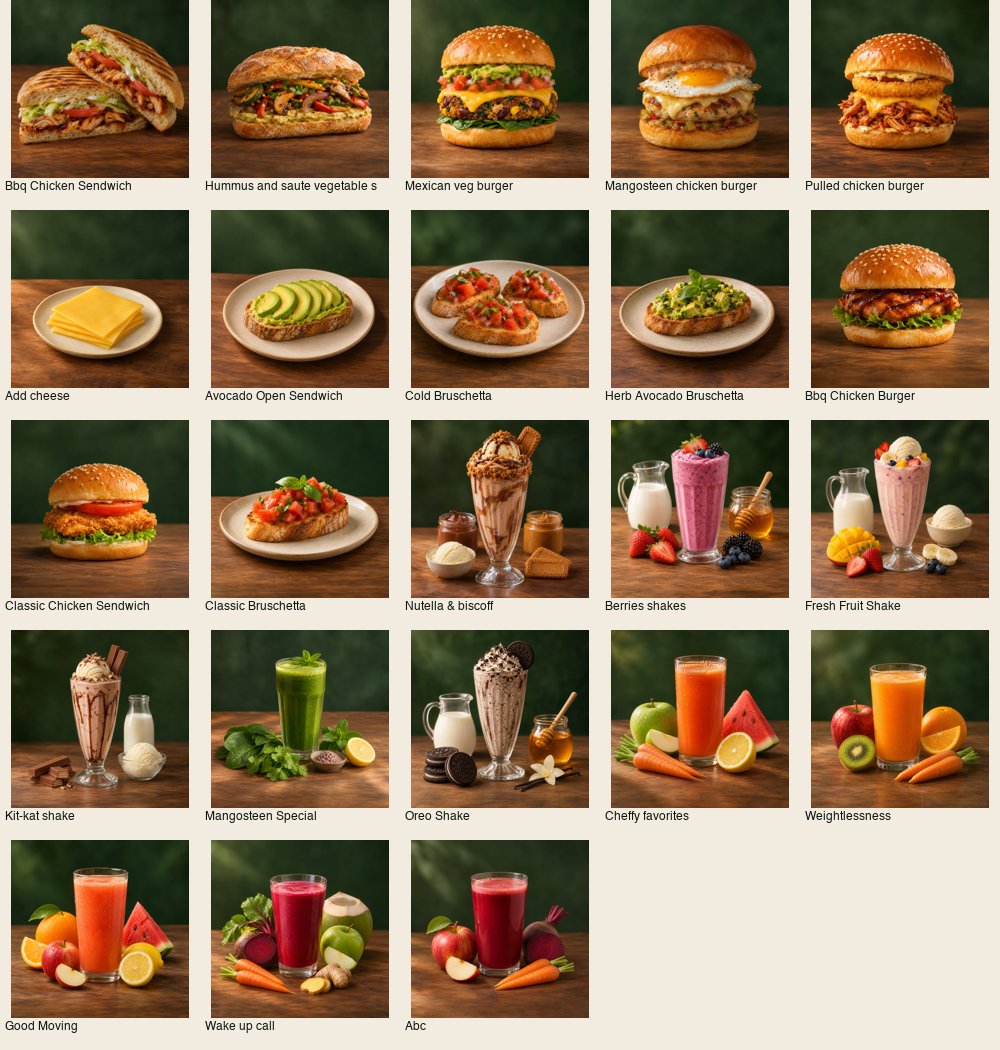 Bbq Chicken Sendwich
Hummus and saute vegetable s
Mexican veg burger
Mangosteen chicken burger
Pulled chicken burger
Add cheese
Avocado Open Sendwich
Cold Bruschetta
Herb Avocado Bruschetta
Bbq Chicken Burger
Classic Chicken Sendwich
Classic Bruschetta
Nutella & biscoff
Berries shakes
Fresh Fruit Shake
Kit-kat shake
Mangosteen Special
Oreo Shake
Cheffy favorites
Weightlessness
Good Moving
Wake up call
Abc